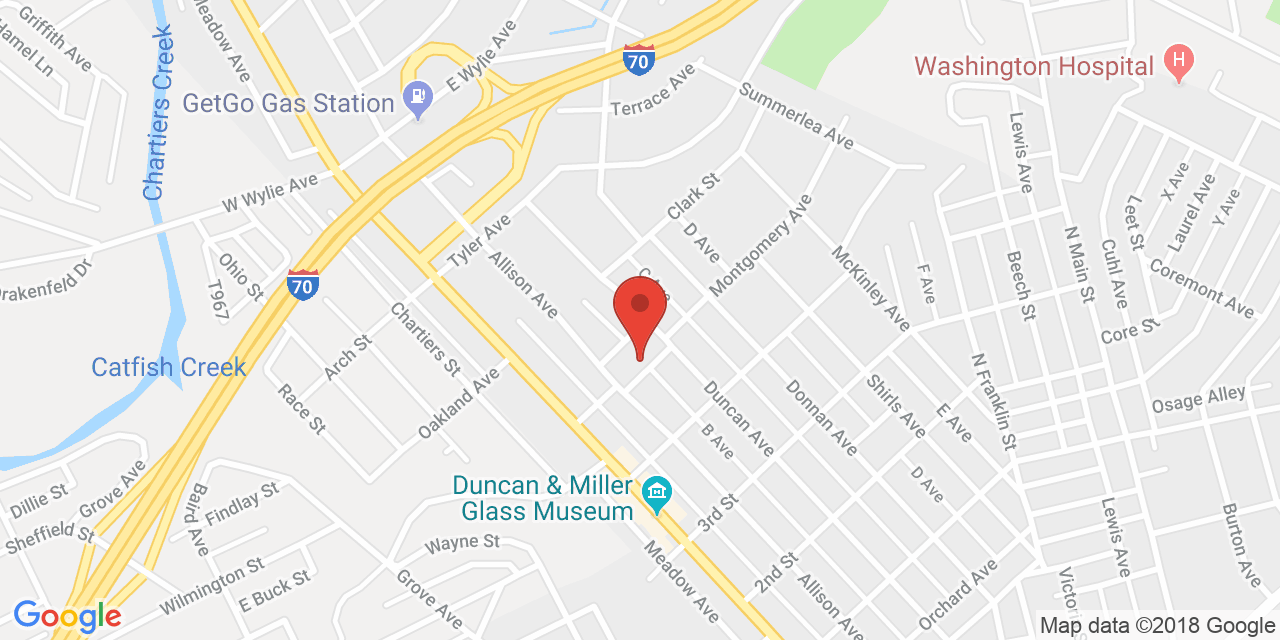 Griffith Ave
Hamel Ln
Meadow Ave
Chartiers Creek
GetGo Gas Station
E Wylie Ave
70
Terrace Ave
Summerlea Ave
Washington Hospital
H
Lewis Ave
W Wylie Ave
Tyler Ave
Clark St
D Ave
Montgomery Ave
McKinley Ave
X Ave
Laurel Ave
Y Ave
Leet St
N Main St
Cuhl Ave
Coremont Ave
Core St
Beech St
F Ave
Drakenfeld Dr
Ohio St
T967
70
Allison Ave
Catfish Creek
Arch St
Chartiers St
Race St
Oakland Ave
Duncan Ave
B Ave
Donnan Ave
Shirls Ave
E Ave
D Ave
N Franklin St
Osage Alley
Dillie St
Grove Ave
Sheffield St
Baird Ave
Findlay St
Duncan & Miller
Glass Museum
3rd St
Wayne St
Wilmington St
E Buck St
Grove Ave
Meadow Ave
2nd St
Allison Ave
Orchard Ave
Lewis Ave
Burton Ave
Google
Map data ©2018 Google